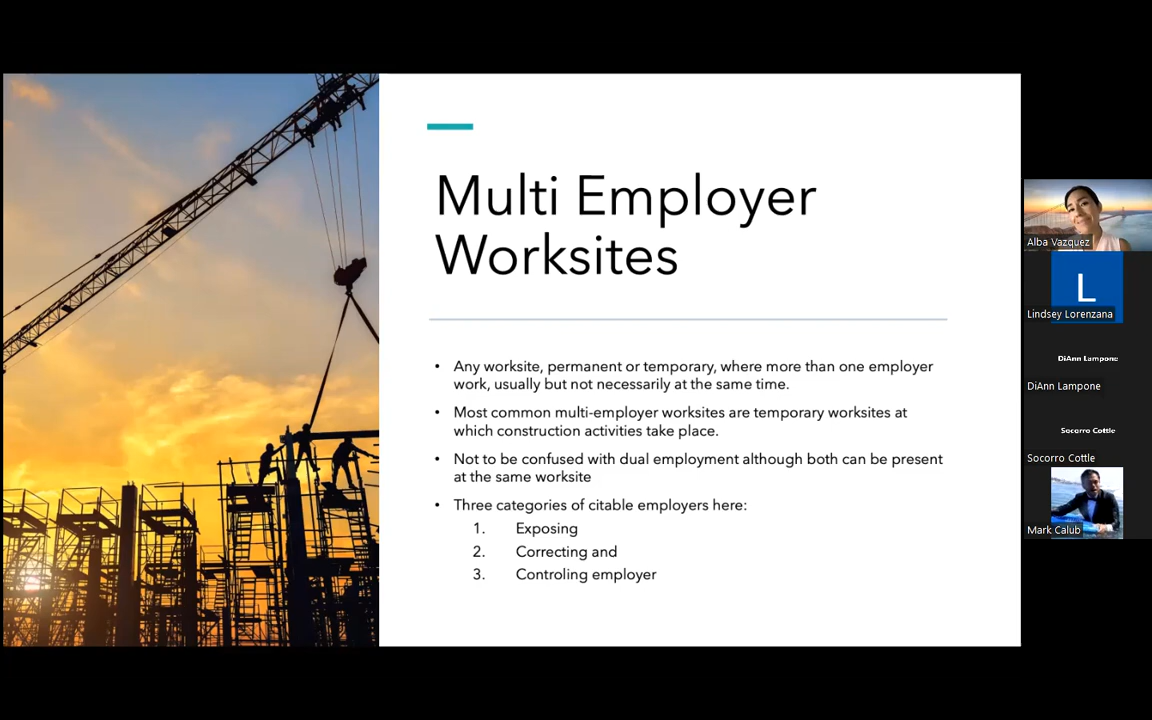 Multi Employer
Worksites
• Any worksite, permanent or temporary, where more than one employer
work, usually but not necessarily at the same time.
• Most common multi-employer worksites are temporary worksites at
which construction activities take place.
• Not to be confused with dual employment although both can be present
at the same worksite
• Three categories of citable employers here:
1. Exposing
2. Correcting and
3. Controling employer
Alba Vazquez
L
Lindsey Lorenzana
DiAnn Lampone
DiAnn Lampone
Socorro Cottle
Socorro Cottle
Mark Calub